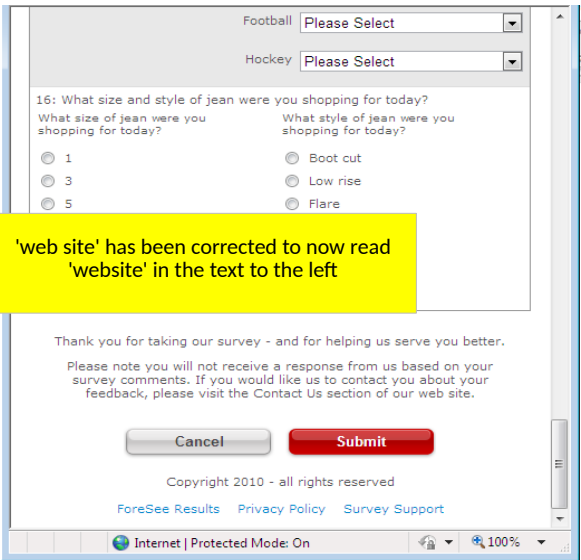 Football Please Select
Hockey Please Select
16: What size and style of jean were you shopping for today?
What size of jean were you
shopping for today?
What style of jean were you
shopping for today?
1 Boot cut
3 Low rise
5 Flare
'web site' has been corrected to now read
'website' in the text to the left
Thank you for taking our survey - and for helping us serve you better.
Please note you will not receive a response from us based on your
survey comments. If you would like us to contact you about your
feedback, please visit the Contact Us section of our web site.
Cancel Submit
Copyright 2010 - all rights reserved
ForeSee Results Privacy Policy Survey Support
Internet | Protected Mode: On 100%